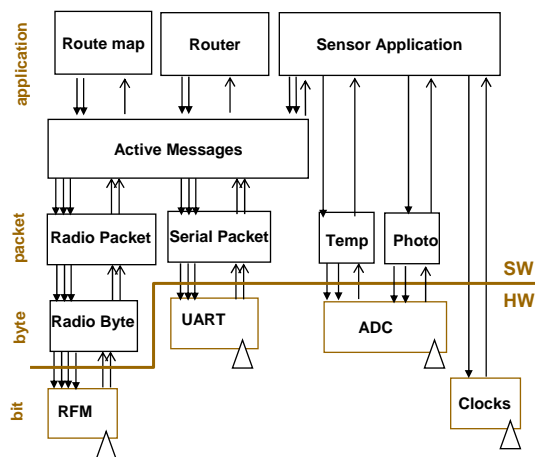 application
Route map
Router
Sensor Application
Active Messages
packet
Radio Packet
Serial Packet
Temp
Photo
SW
HW
byte
Radio Byte
UART
ADC
bit
RFM
Clocks